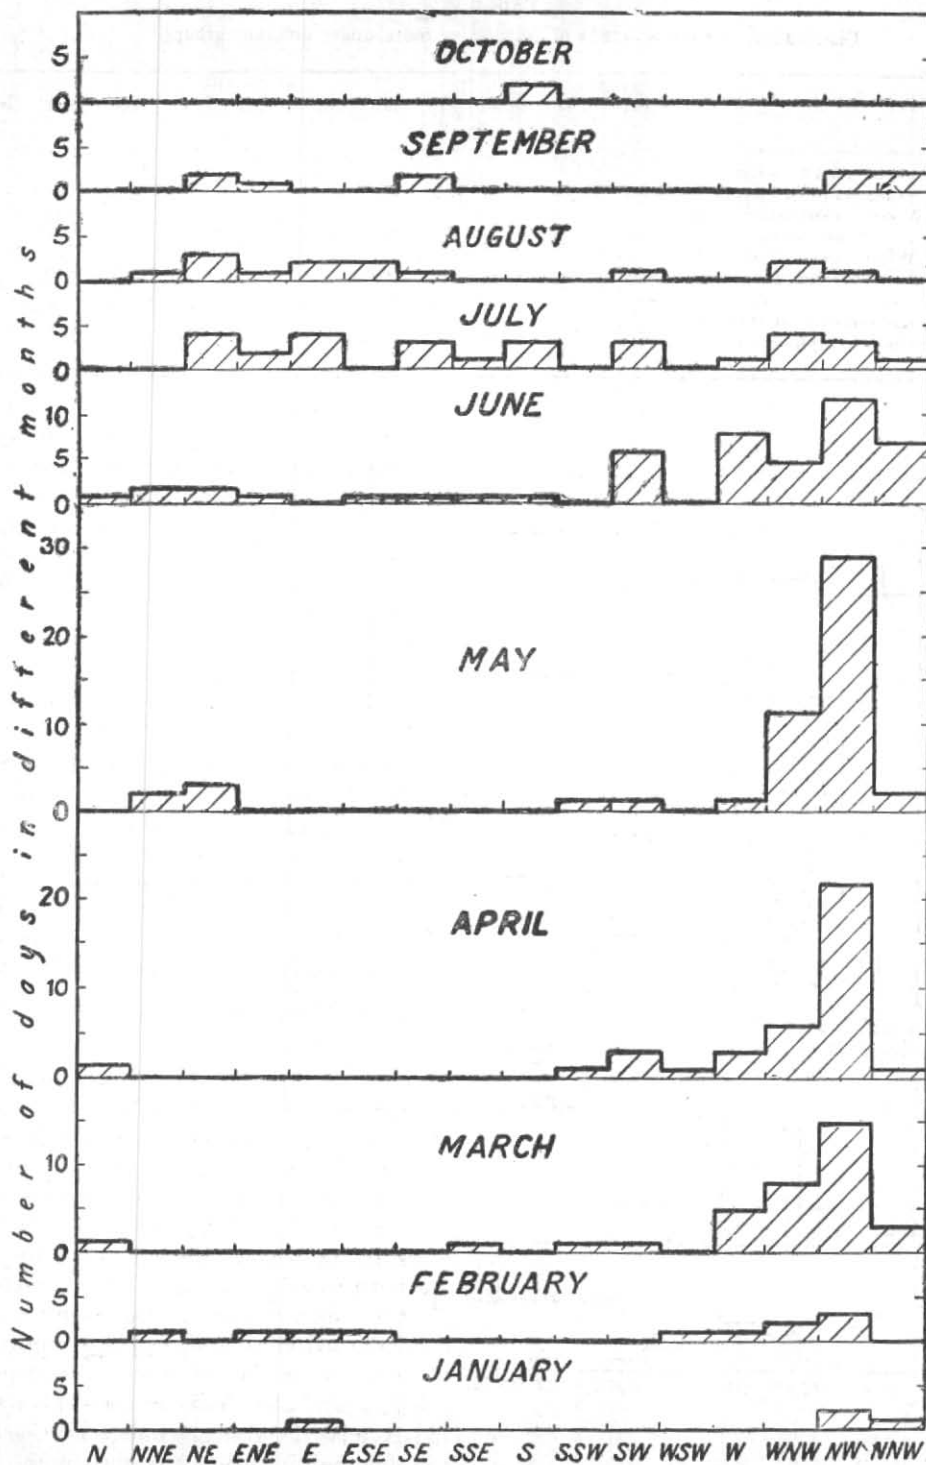 5
OCTOBER
0
5
SEPTEMBER
0
5
AUGUST
0
5
JULY
0
10
JUNE
5
0
30
20
MAY
10
0
20
APRIL
10
0
10
MARCH
0
5
FEBRUARY
0
5
JANUARY
0
N NNE NE ENE E ESE SE SSE S SSW SW WSW W WNW NW NNW
Number of days in different months